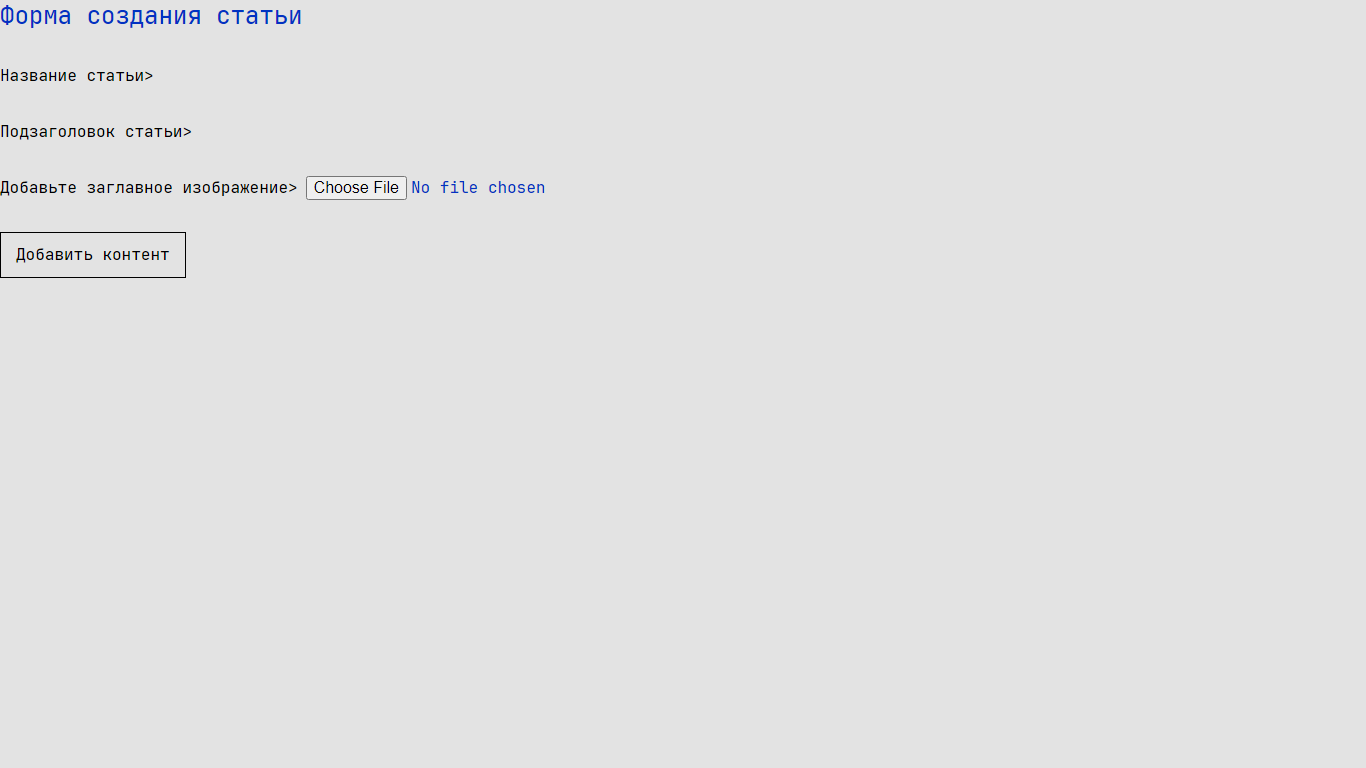 Форма создания статьи
Название статьи>
Подзаголовок статьи>
Добавьте заглавное изображение> Choose File No file chosen
Добавить контент